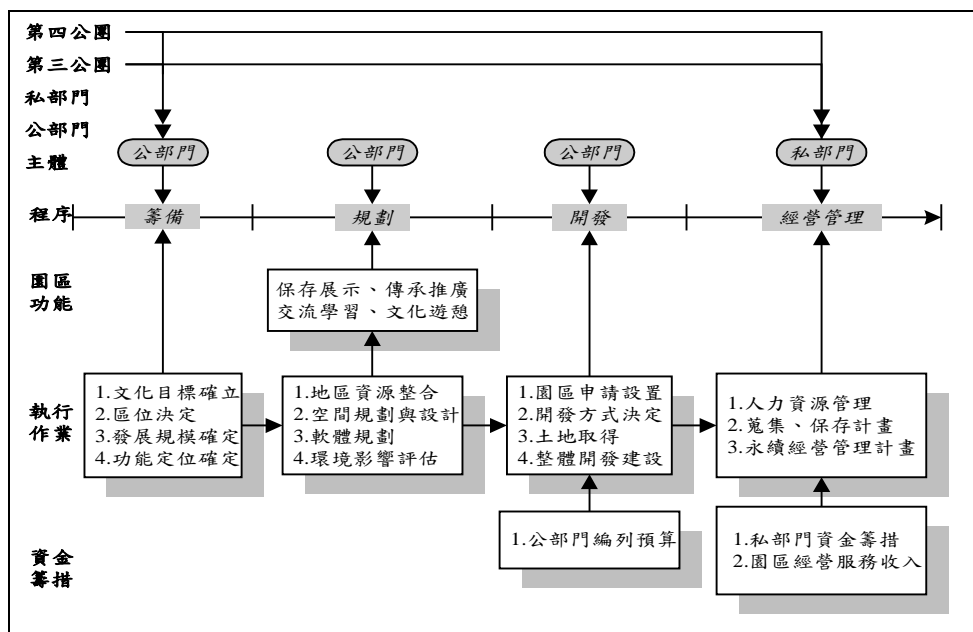 第四公團
第三公團
私部門
公部門
主體
公部門
公部門
公部門
私部門
程序
籌備
規劃
開發
經營管理
園區
功能
保存展示、傳承推廣
交流學習、文化遊憩
執行
作業
1.文化目標確立
2.區位決定
3.發展規模確定
4.功能定位確定
1.地區資源整合
2.空間規劃與設計
3.軟體規劃
4.環境影響評估
1.園區申請設置
2.開發方式決定
3.土地取得
4.整體開發建設
1.人力資源管理
2.蒐集、保存計畫
3.永續經營管理計畫
資金
籌措
1.公部門編列預算
1.私部門資金籌措
2.園區經營服務收入